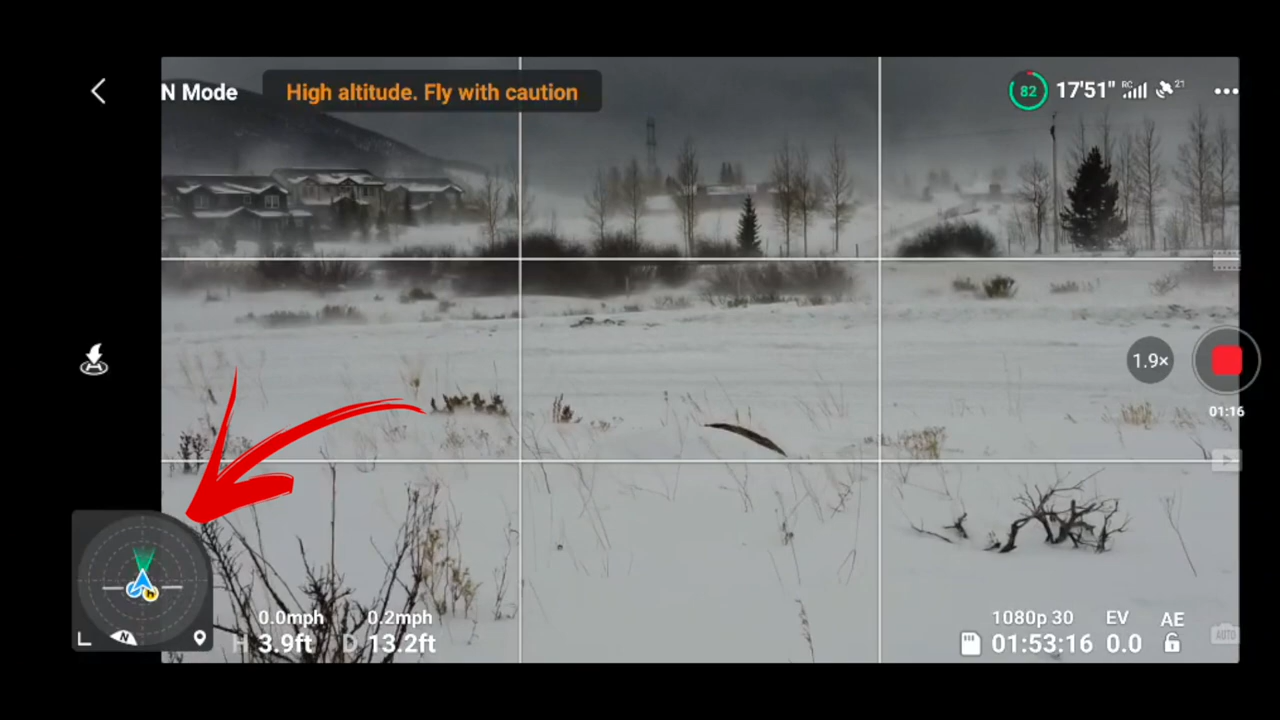 N Mode
High altitude. Fly with caution
82
17'51"
RC
21
1.9×
01:16
0.0mph
0.2mph
H 3.9ft
D 13.2ft
N
1080p 30
EV
AE
01:53:16
0.0
AUTO